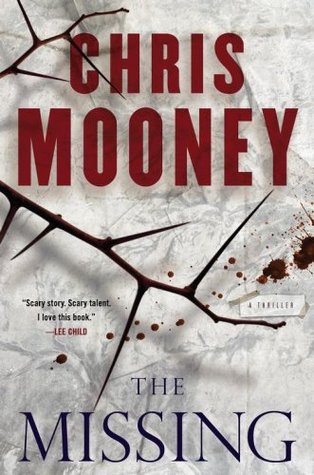 CHRIS
MOONEY
"Scary story. Scary talent.
I love this book."
—LEE CHILD
A THRILLER
THE
MISSING